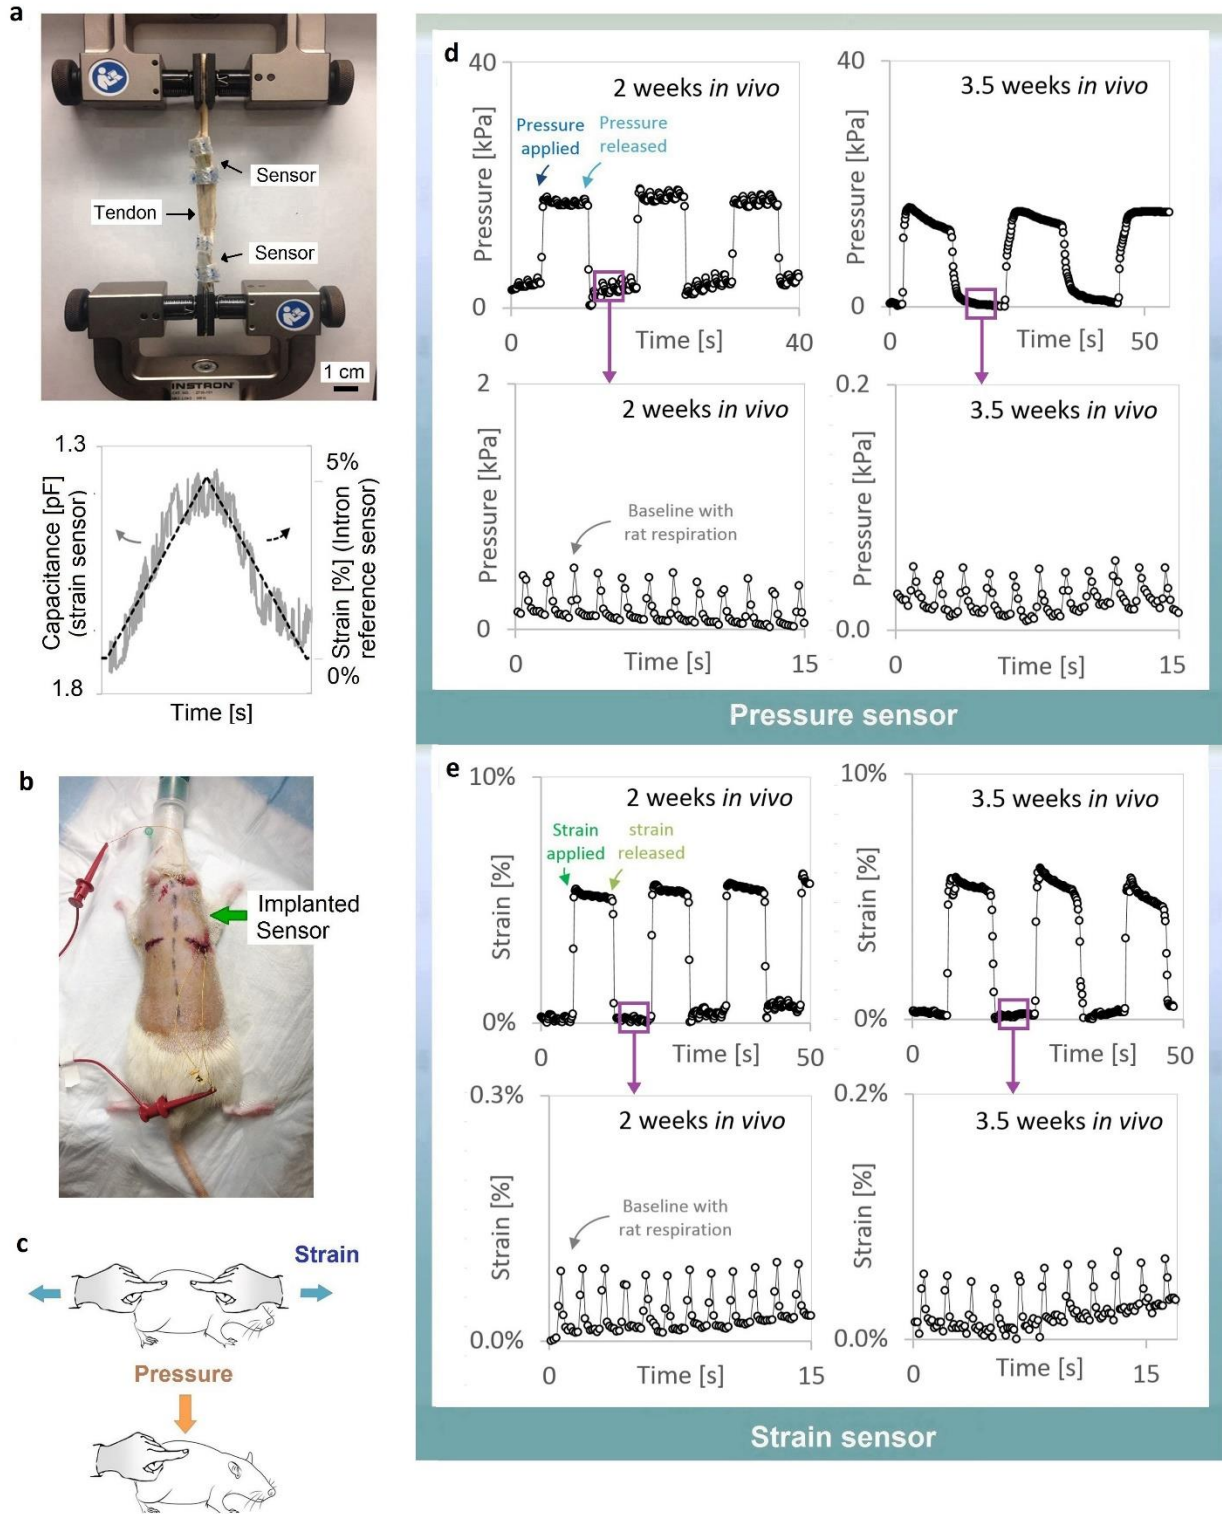 a
Sensor
Tendon
Sensor
INSTRON
1 cm
1.3
1.8
Capacitance [pF]
(strain sensor)
5%
0%
Strain [%] (Intron
reference sensor)
Time [s]
b
Implanted
Sensor
c
Strain
Pressure
d
40
0
Pressure [kPa]
2 weeks in vivo
Pressure
applied
Pressure
released
0
Time [s]
40
40
0
Pressure [kPa]
3.5 weeks in vivo
0
Time [s]
50
2
0
Pressure [kPa]
2 weeks in vivo
Baseline with
rat respiration
0
Time [s]
15
0.2
0.0
Pressure [kPa]
3.5 weeks in vivo
0
Time [s]
15
Pressure sensor
e
10%
0%
Strain [%]
2 weeks in vivo
Strain
applied
strain
released
0
Time [s]
50
10%
0%
Strain [%]
3.5 weeks in vivo
0
Time [s]
50
0.3%
0.0%
Strain [%]
2 weeks in vivo
Baseline with
rat respiration
0
Time [s]
15
0.2%
0.0%
Strain [%]
3.5 weeks in vivo
0
Time [s]
15
Strain sensor